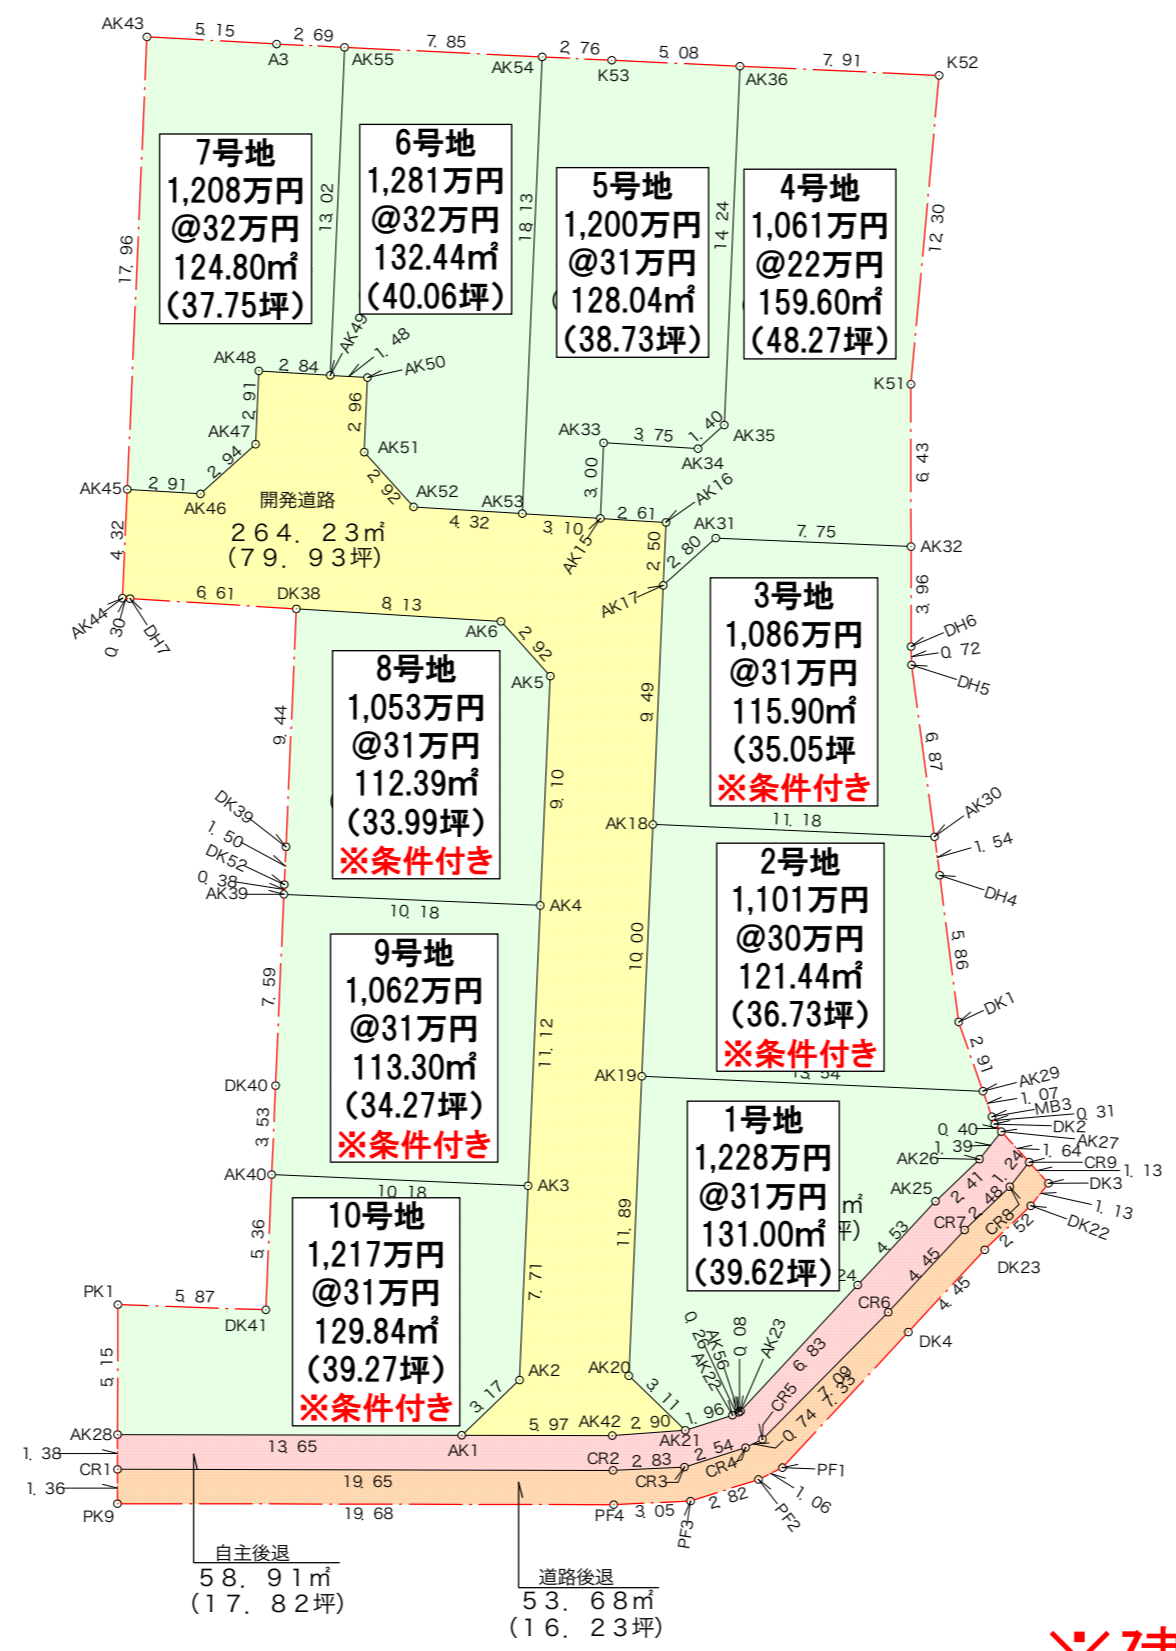 AK43
5. 15
A3
2. 69
AK55
7. 85
AK54
2. 76
K53
5. 08
AK36
7. 91
K52
7号地
1,208万円
@32万円
124.80㎡
(37.75坪)
6号地
1,281万円
@32万円
132.44㎡
(40.06坪)
5号地
1,200万円
@31万円
128.04㎡
(38.73坪)
4号地
1,061万円
@22万円
159.60㎡
(48.27坪)
17. 96
13. 02
18. 13
14. 24
12. 30
AK48
2. 84
AK49
1. 48
AK50
K51
2. 91
2. 96
AK47
2. 94
AK51
2. 92
AK33
3. 75
1. 40
AK35
AK34
3. 00
6. 43
AK45
2. 91
AK46
開発道路
264. 23㎡
(79. 93坪)
AK52
4. 32
AK53
3. 10
AK15
2. 61
AK16
2. 50
AK31
2. 80
7. 75
AK32
4. 32
AK44
0. 30
DH7
6. 61
DK38
8. 13
AK6
2. 92
AK5
AK17
3. 96
DH6
0. 72
DH5
3号地
1,086万円
@31万円
115.90㎡
(35.05坪
※条件付き
8号地
1,053万円
@31万円
112.39㎡
(33.99坪)
※条件付き
9. 44
9. 10
9. 49
6. 87
DK39
1. 50
DK52
0. 38
AK39
10. 18
AK4
AK18
11. 18
AK30
1. 54
DH4
2号地
1,101万円
@30万円
121.44㎡
(36.73坪)
※条件付き
9号地
1,062万円
@31万円
113.30㎡
(34.27坪)
※条件付き
7. 59
11. 12
10. 00
5. 86
DK1
2. 91
DK40
AK19
13. 54
AK29
1. 07
MB3
0. 31
DK2
0. 40
AK27
1. 39
AK26
1. 64
CR9
1. 13
DK3
1. 13
DK22
3. 53
AK40
10. 18
AK3
1号地
1,228万円
@31万円
131.00㎡
(39.62坪)
㎡
坪)
AK25
2. 41
1. 24
2. 48
CR8
CR7
2. 52
DK23
10号地
1,217万円
@31万円
129.84㎡
(39.27坪)
※条件付き
5. 36
7. 71
11. 89
4. 53
24
4. 45
CR6
4. 45
DK4
PK1
5. 87
DK41
5. 15
AK2
3. 17
AK20
3. 11
0. 26
AK56
AK22
0. 08
AK23
6. 83
CR5
7. 09
7. 33
AK28
13. 65
AK1
5. 97
AK42
2. 90
AK21
1. 96
1. 38
CR1
19. 65
CR2
2. 83
CR3
2. 54
CR4
0. 74
PF1
1. 06
PF2
1. 36
PK9
19. 68
PF4
3. 05
PF3
2. 82
自主後退
58. 91㎡
(17. 82坪)
道路後退
53. 68㎡
(16. 23坪)